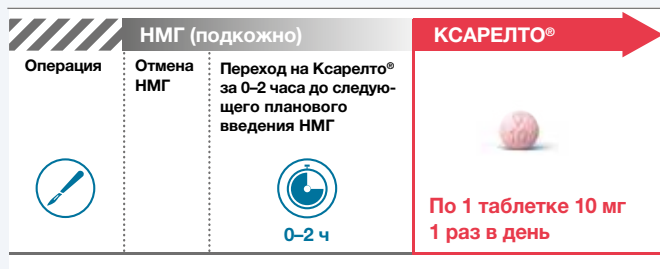 НМГ (подкожно)
КСАРЕЛТО®
Операция
Отмена
НМГ
Переход на Ксарелто®
за 0–2 часа до следую-
щего планового
введения НМГ
0–2 ч
По 1 таблетке 10 мг
1 раз в день